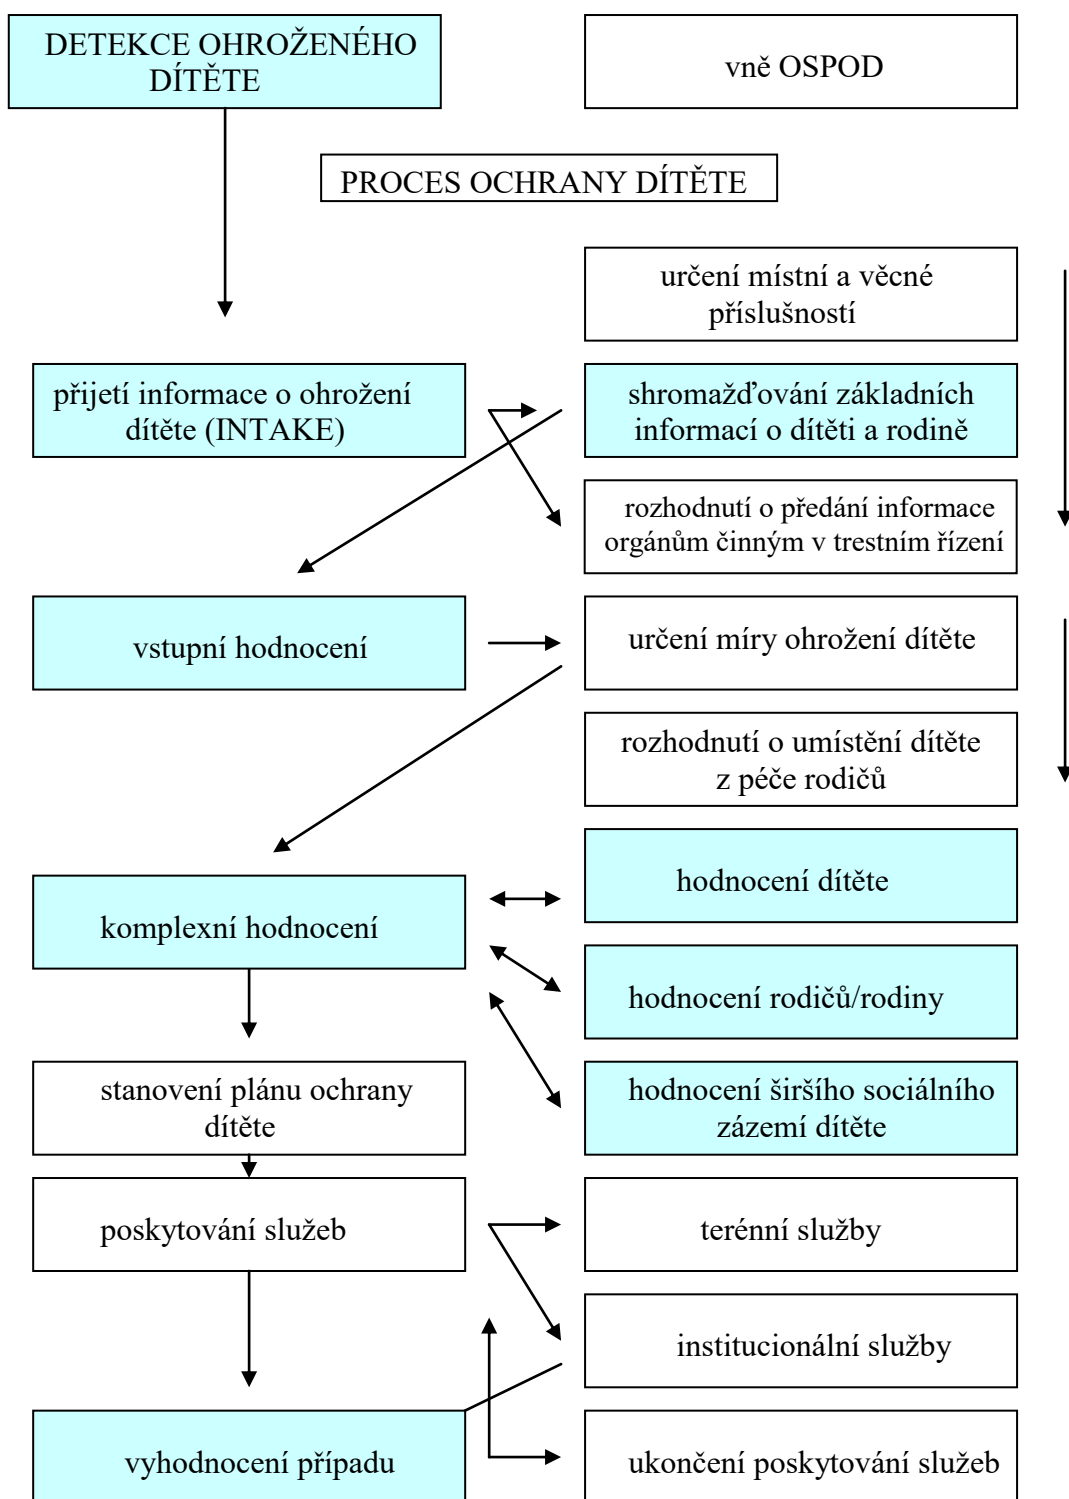 DETEKCE OHROŽENÉHO
DÍTĚTE
vně OSPOD
PROCES OCHRANY DÍTĚTE
určení místní a věcné
příslušností
přijetí informace o ohrožení
dítěte (INTAKE)
shromažďování základních
informací o dítěti a rodině
rozhodnutí o předání informace
orgánům činným v trestním řízení
vstupní hodnocení
určení míry ohrožení dítěte
rozhodnutí o umístění dítěte
z péče rodičů
komplexní hodnocení
hodnocení dítěte
hodnocení rodičů/rodiny
stanovení plánu ochrany
dítěte
hodnocení širšího sociálního
zázemí dítěte
poskytování služeb
terénní služby
institucionální služby
vyhodnocení případu
ukončení poskytování služeb